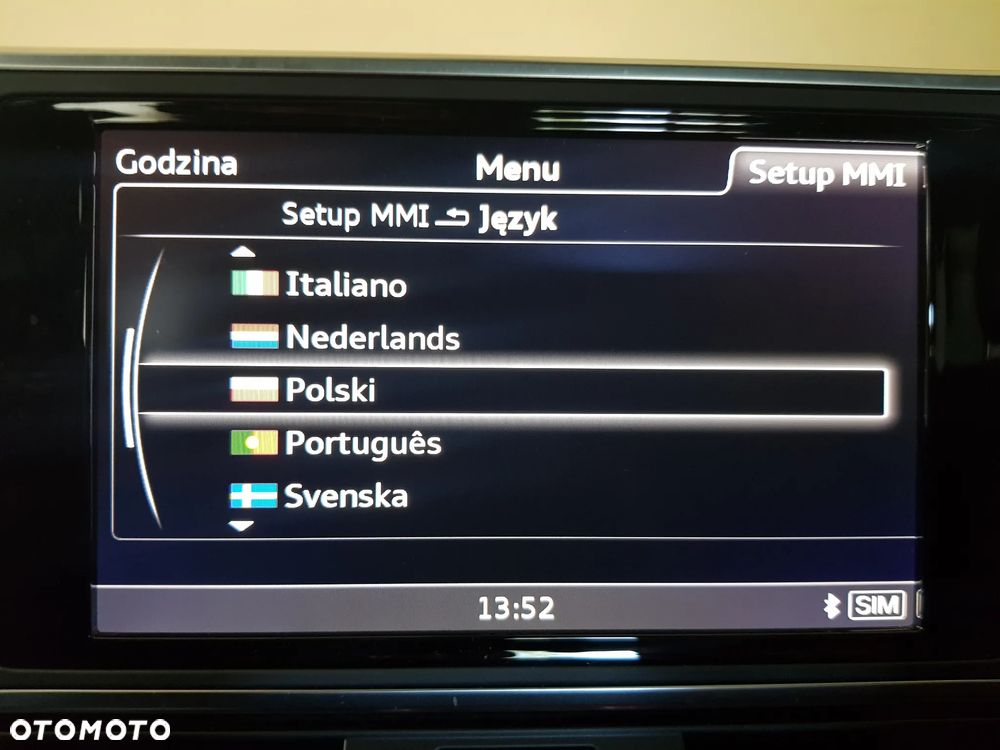 Godzina Menu Setup MMI
Setup MMI Język
Italiano
Nederlands
Polski
Português
Svenska
13:52 SIM
OTOMOTO